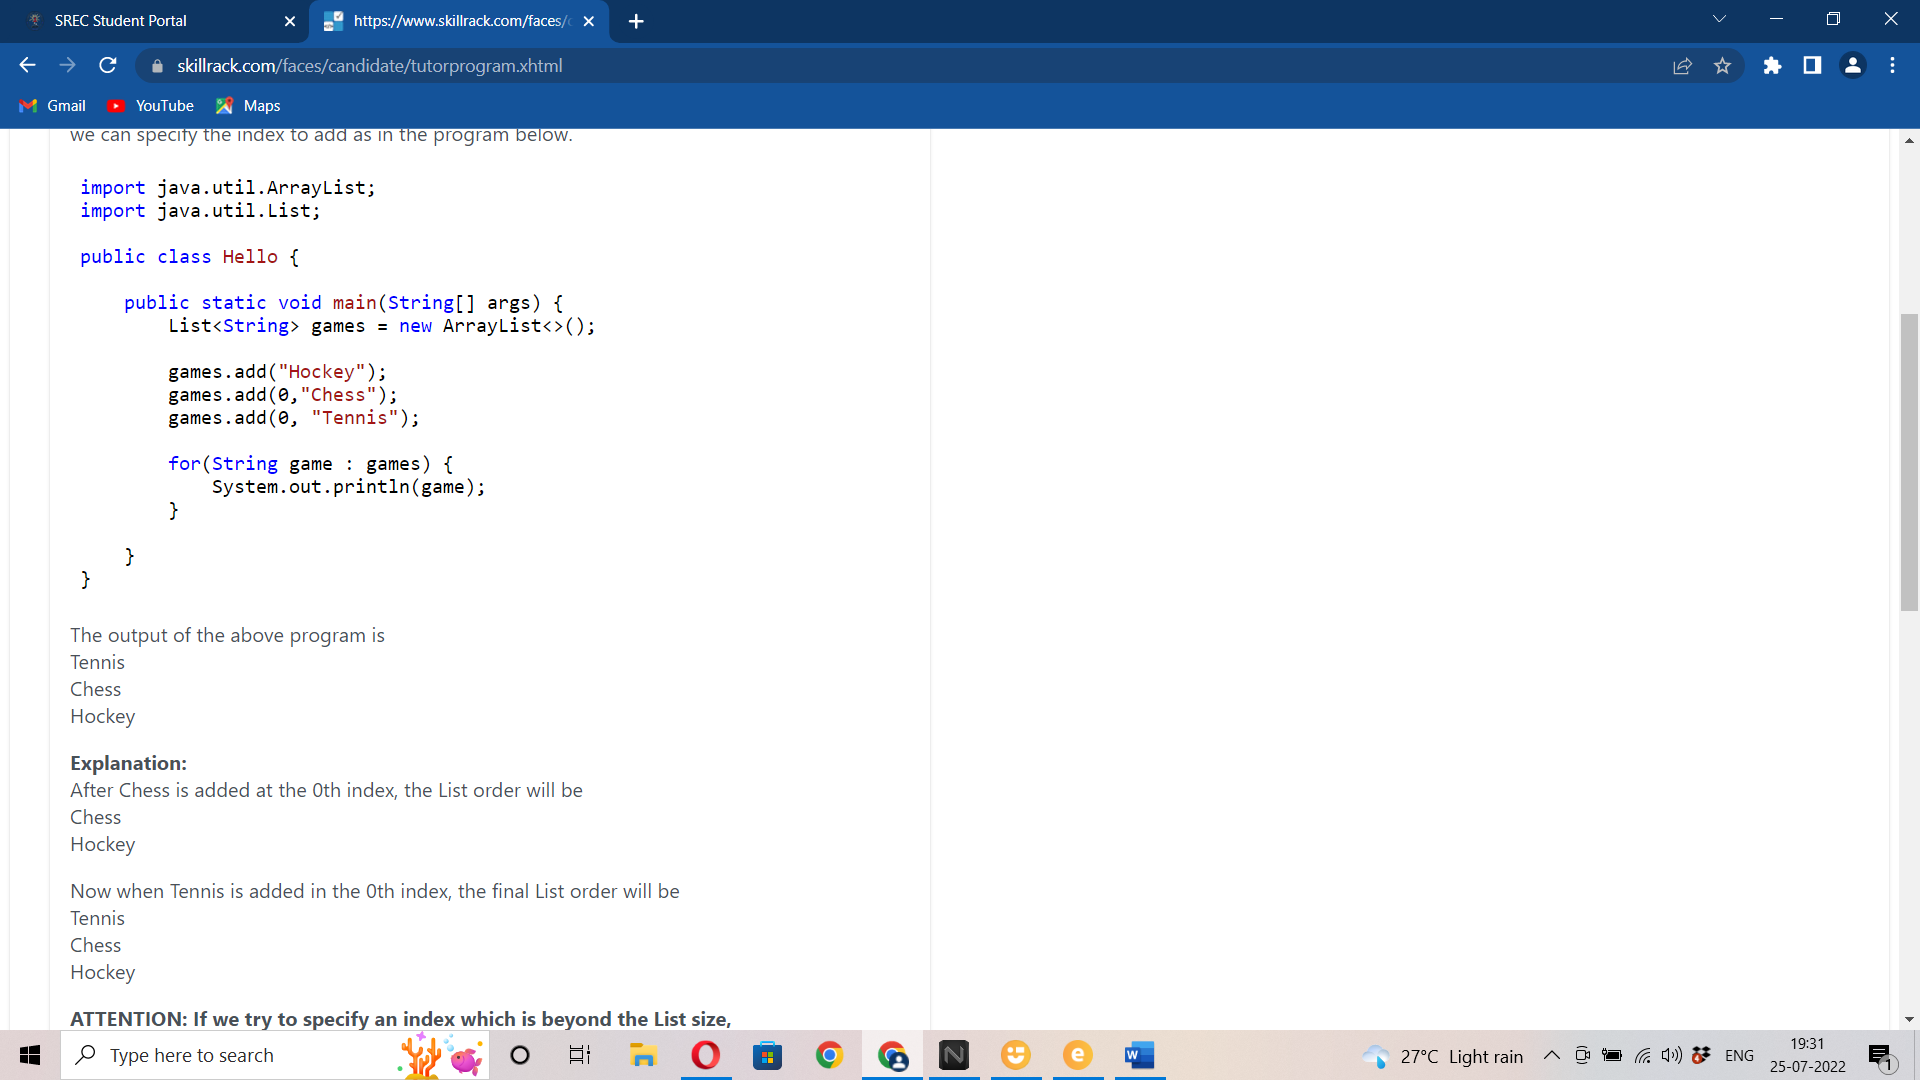 SREC Student Portal
https://www.skillrack.com/faces/
skillrack.com/faces/candidate/tutorprogram.xhtml
Gmail YouTube Maps
we can specify the index to add as in the program below.
import java.util.ArrayList;
import java.util.List;
public class Hello {
public static void main(String[] args) {
List<String> games = new ArrayList<>();
games.add("Hockey");
games.add(0,"Chess");
games.add(0, "Tennis");
for(String game : games) {
System.out.println(game);
}
}
}
The output of the above program is
Tennis
Chess
Hockey
Explanation:
After Chess is added at the 0th index, the List order will be
Chess
Hockey
Now when Tennis is added in the 0th index, the final List order will be
Tennis
Chess
Hockey
ATTENTION: If we try to specify an index which is beyond the List size,
Type here to search
27°C Light rain
ENG
19:31
25-07-2022
1